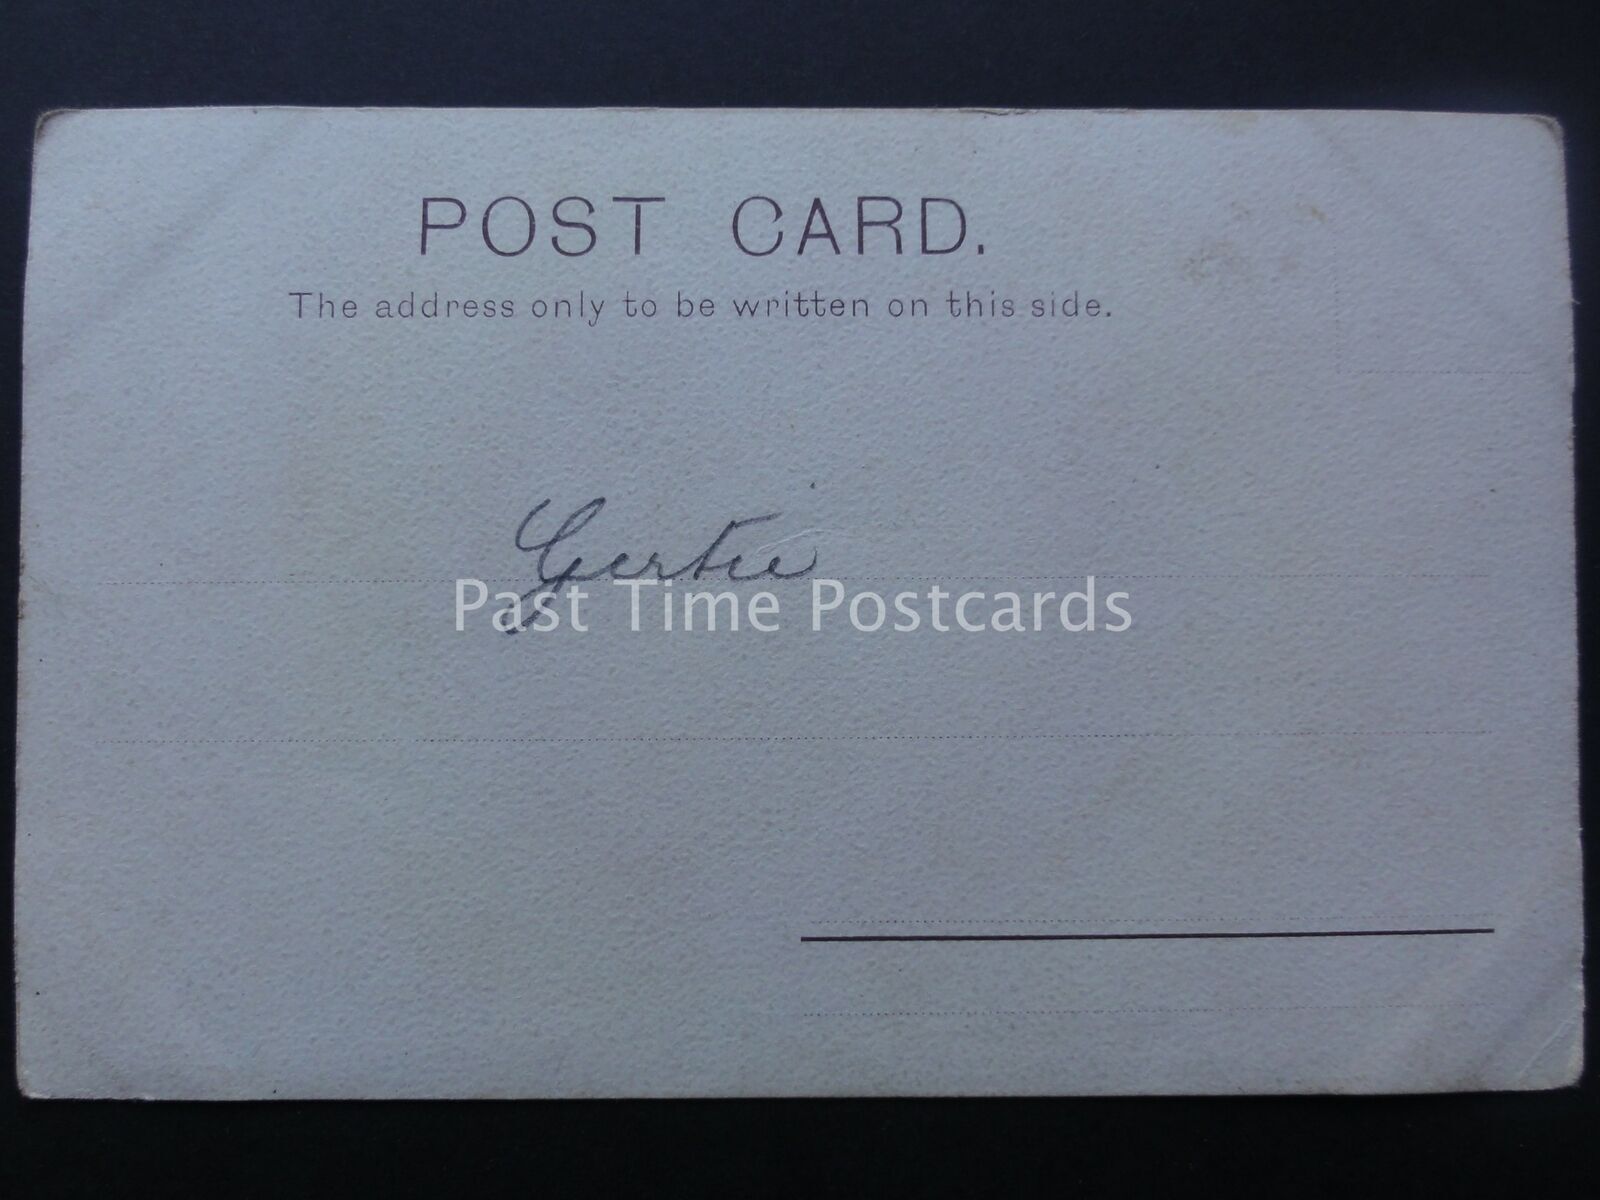 POST CARD.
The address only to be written on this side.
Gertie
Past Time Postcards